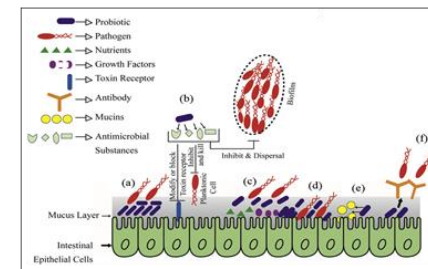 Probiotic
Pathogen
Nutrients
Growth Factors
Toxin Receptor
Antibody
Mucins
Antimicrobial
Substances
(b)
Modify or block
Toxin receptor
Inhibit
and kill
Planktonic
Cell
Biofilm
Inhibit & Dispersal
(f)
(a)
(c)
(d)
(e)
Mucus Layer
Intestinal
Epithelial Cells